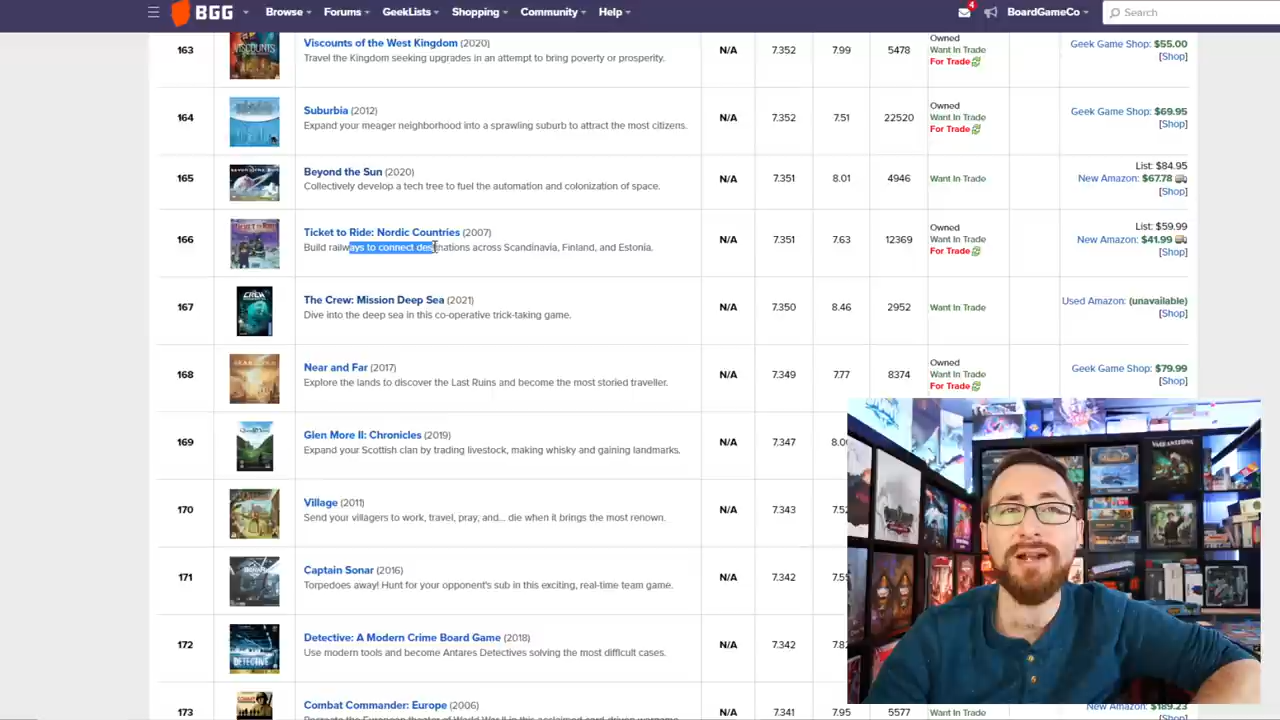 BGG Browse Forums GeekLists Shopping Community Help 4 BoardGameCo Search
163 Viscounts of the West Kingdom (2020) N/A 7.352 7.99 5478 Owned Geek Game Shop: $55.00
Travel the Kingdom seeking upgrades in an attempt to bring poverty or prosperity. Want In Trade [Shop]
For Trade
164 Suburbia (2012) N/A 7.352 7.51 22520 Owned Geek Game Shop: $69.95
Expand your meager neighborhood into a sprawling suburb to attract the most citizens. Want In Trade [Shop]
For Trade
165 Beyond the Sun (2020) N/A 7.351 8.01 4946 Want In Trade List: $84.95
Collectively develop a tech tree to fuel the automation and colonization of space. New Amazon: $67.78
[Shop]
166 Ticket to Ride: Nordic Countries (2007) N/A 7.351 7.63 12369 Owned List: $59.99
Build railways to connect destinations across Scandinavia, Finland, and Estonia. Want In Trade New Amazon: $41.99
For Trade [Shop]
167 The Crew: Mission Deep Sea (2021) N/A 7.350 8.46 2952 Want In Trade Used Amazon: (unavailable)
Dive into the deep sea in this co-operative trick-taking game. [Shop]
168 Near and Far (2017) N/A 7.349 7.77 8374 Owned Geek Game Shop: $79.99
Explore the lands to discover the Last Ruins and become the most storied traveller. Want In Trade [Shop]
For Trade
169 Glen More II: Chronicles (2019) N/A 7.347
Expand your Scottish clan by trading livestock, making whisky and gaining landmarks.
170 Village (2011) N/A 7.343
Send your villagers to work, travel, pray, and... die when it brings the most renown.
171 Captain Sonar (2016) N/A 7.342
Torpedoes away! Hunt for your opponent's sub in this exciting, real-time team game.
172 Detective: A Modern Crime Board Game (2018) N/A 7.342
Use modern tools and become Antares Detectives solving the most difficult cases.
173 Combat Commander: Europe (2006) N/A 7.341 7.95 5577 Want In Trade New Amazon: $189.23